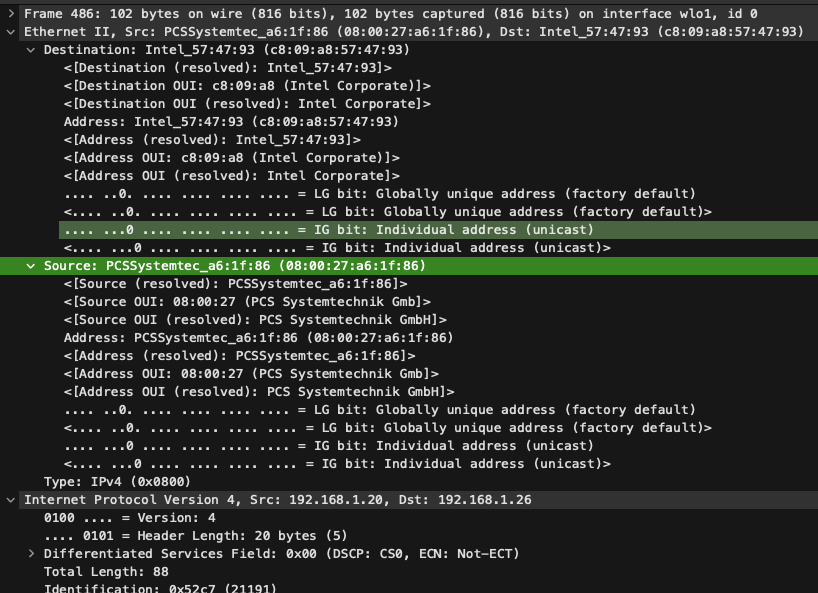 Frame 486: 102 bytes on wire (816 bits), 102 bytes captured (816 bits) on interface wlo1, id 0
Ethernet II, Src: PCSSystemtec_a6:1f:86 (08:00:27:a6:1f:86), Dst: Intel_57:47:93 (c8:09:a8:57:47:93)
Destination: Intel_57:47:93 (c8:09:a8:57:47:93)
<[Destination (resolved): Intel_57:47:93]>
<[Destination OUI: c8:09:a8 (Intel Corporate)]>
<[Destination OUI (resolved): Intel Corporate]>
Address: Intel_57:47:93 (c8:09:a8:57:47:93)
<[Address (resolved): Intel_57:47:93]>
<[Address OUI: c8:09:a8 (Intel Corporate)]>
<[Address OUI (resolved): Intel Corporate]>
.... ..0. .... .... .... .... = LG bit: Globally unique address (factory default)
<.... ..0. .... .... .... .... = LG bit: Globally unique address (factory default)>
.... ...0 .... .... .... .... = IG bit: Individual address (unicast)
<.... ...0 .... .... .... .... = IG bit: Individual address (unicast)>
Source: PCSSystemtec_a6:1f:86 (08:00:27:a6:1f:86)
<[Source (resolved): PCSSystemtec_a6:1f:86]>
<[Source OUI: 08:00:27 (PCS Systemtechnik Gmb]>
<[Source OUI (resolved): PCS Systemtechnik GmbH]>
Address: PCSSystemtec_a6:1f:86 (08:00:27:a6:1f:86)
<[Address (resolved): PCSSystemtec_a6:1f:86]>
<[Address OUI: 08:00:27 (PCS Systemtechnik Gmb]>
<[Address OUI (resolved): PCS Systemtechnik GmbH]>
.... ..0. .... .... .... .... = LG bit: Globally unique address (factory default)
<.... ..0. .... .... .... .... = LG bit: Globally unique address (factory default)>
.... ...0 .... .... .... .... = IG bit: Individual address (unicast)
<.... ...0 .... .... .... .... = IG bit: Individual address (unicast)>
Type: IPv4 (0x0800)
Internet Protocol Version 4, Src: 192.168.1.20, Dst: 192.168.1.26
0100 .... = Version: 4
.... 0101 = Header Length: 20 bytes (5)
Differentiated Services Field: 0x00 (DSCP: CS0, ECN: Not-ECT)
Total Length: 88
Identification: 0x52c7 (21191)